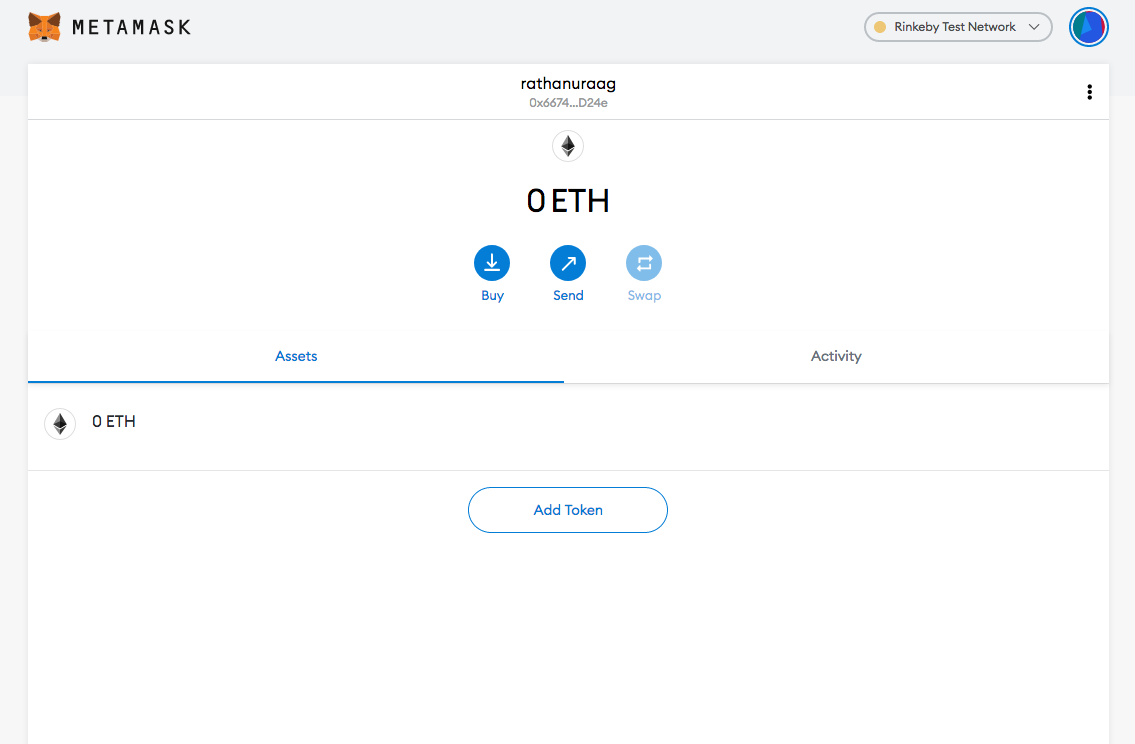 METAMASK
Rinkeby Test Network
rathanuraag
0x6674...D24e
0 ETH
Buy
Send
Swap
Assets
Activity
0 ETH
Add Token